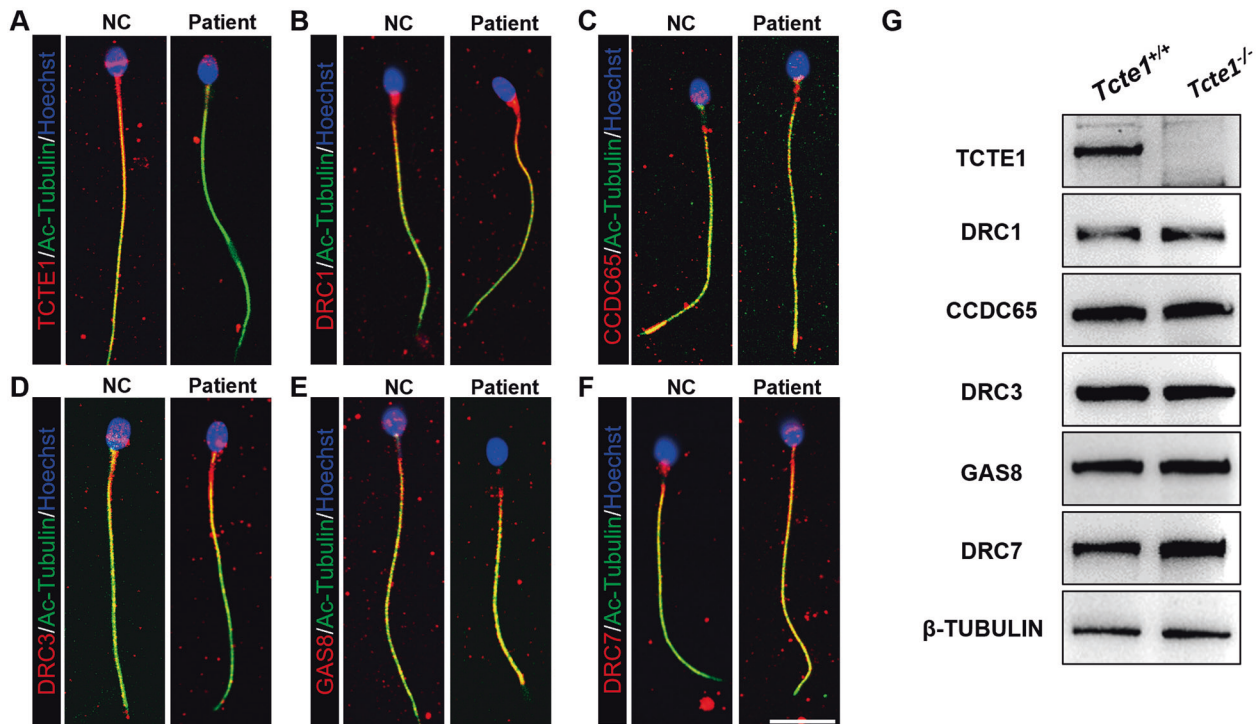 A
NC
Patient
TCTE1/Ac-Tubulin/Hoechst
B
NC
Patient
DRC1/Ac-Tubulin/Hoechst
C
NC
Patient
CCDC65/Ac-Tubulin/Hoechst
D
NC
Patient
DRC3/Ac-Tubulin/Hoechst
E
NC
Patient
GAS8/Ac-Tubulin/Hoechst
F
NC
Patient
DRC7/Ac-Tubulin/Hoechst
G
Tcte1+/+
Tcte1-/-
TCTE1
DRC1
CCDC65
DRC3
GAS8
DRC7
β-TUBULIN